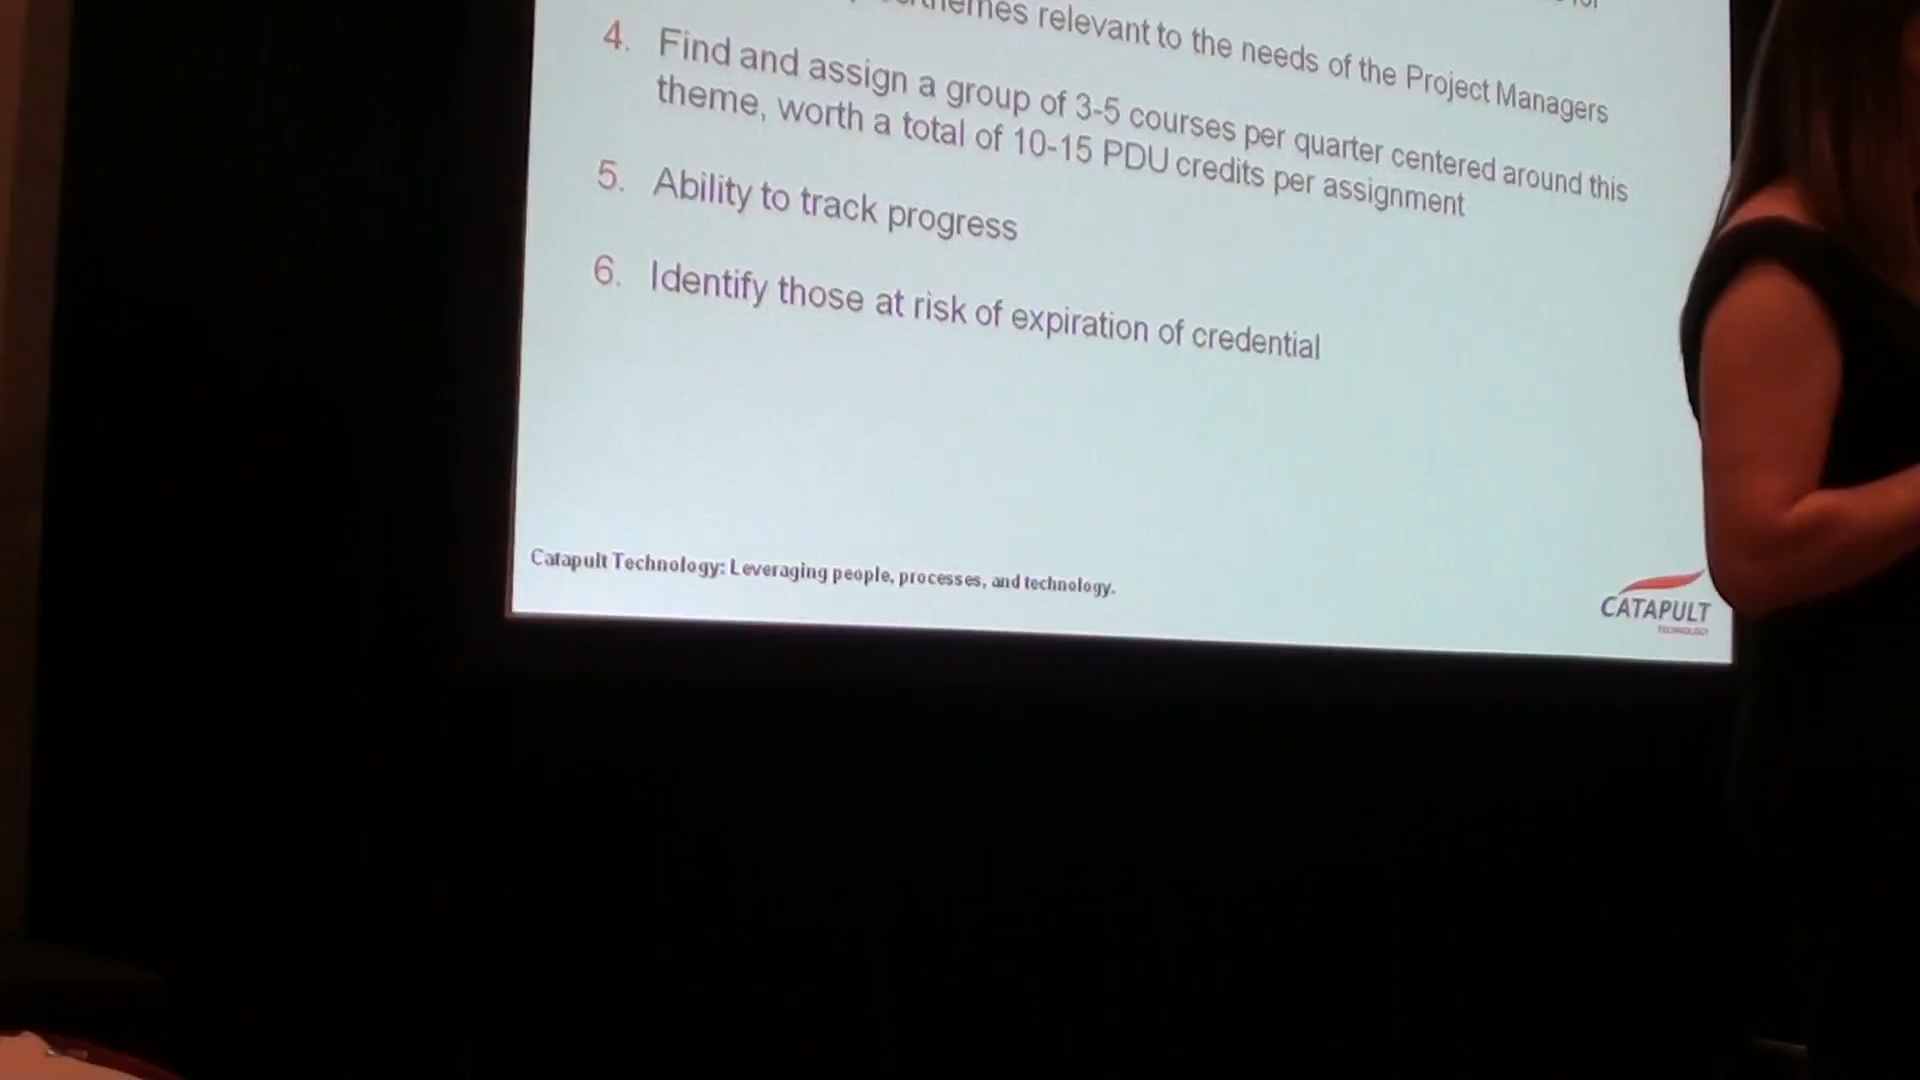 relevant to the needs of the Project Managers
4. Find and assign a group of 3-5 courses per quarter centered around this
theme, worth a total of 10-15 PDU credits per assignment
5. Ability to track progress
6. Identify those at risk of expiration of credential
Catapult Technology: Leveraging people, processes, and technology.
CATAPULT
TECHNOLOGY